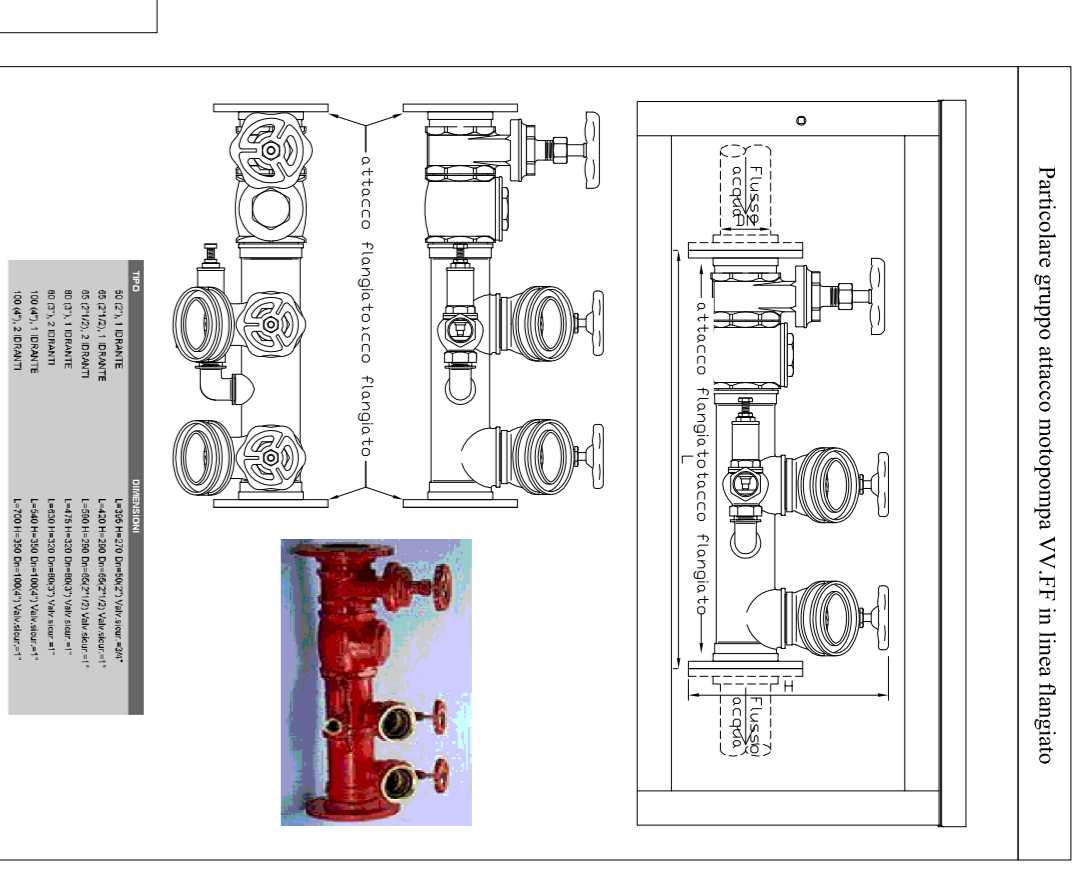 Particolare gruppo attacco motopompa VV.FF in linea flangiato
Flusso
acqua
DN
attacco flangiatotacco flangiato
L
H
Flusso
acqua
attacco flangiatoacco flangiato
TIPO DIMENSIONI
50 (2"), 1 IDRANTE L=395 H=270 Dn=50(2") Valv.sicur.=3/4"
65 (2"1/2), 1 IDRANTE L=420 H=290 Dn=65(2"1/2) Valv.sicur.=1"
65 (2"1/2), 2 IDRANTI L=590 H=290 Dn=65(2"1/2) Valv.sicur.=1"
80 (3"), 1 IDRANTE L=475 H=320 Dn=80(3") Valv.sicur.=1"
80 (3"), 2 IDRANTI L=630 H=320 Dn=80(3") Valv.sicur.=1"
100 (4"), 1 IDRANTE L=540 H=350 Dn=100(4") Valv.sicur.=1"
100 (4"), 2 IDRANTI L=700 H=350 Dn=100(4") Valv.sicur.=1"